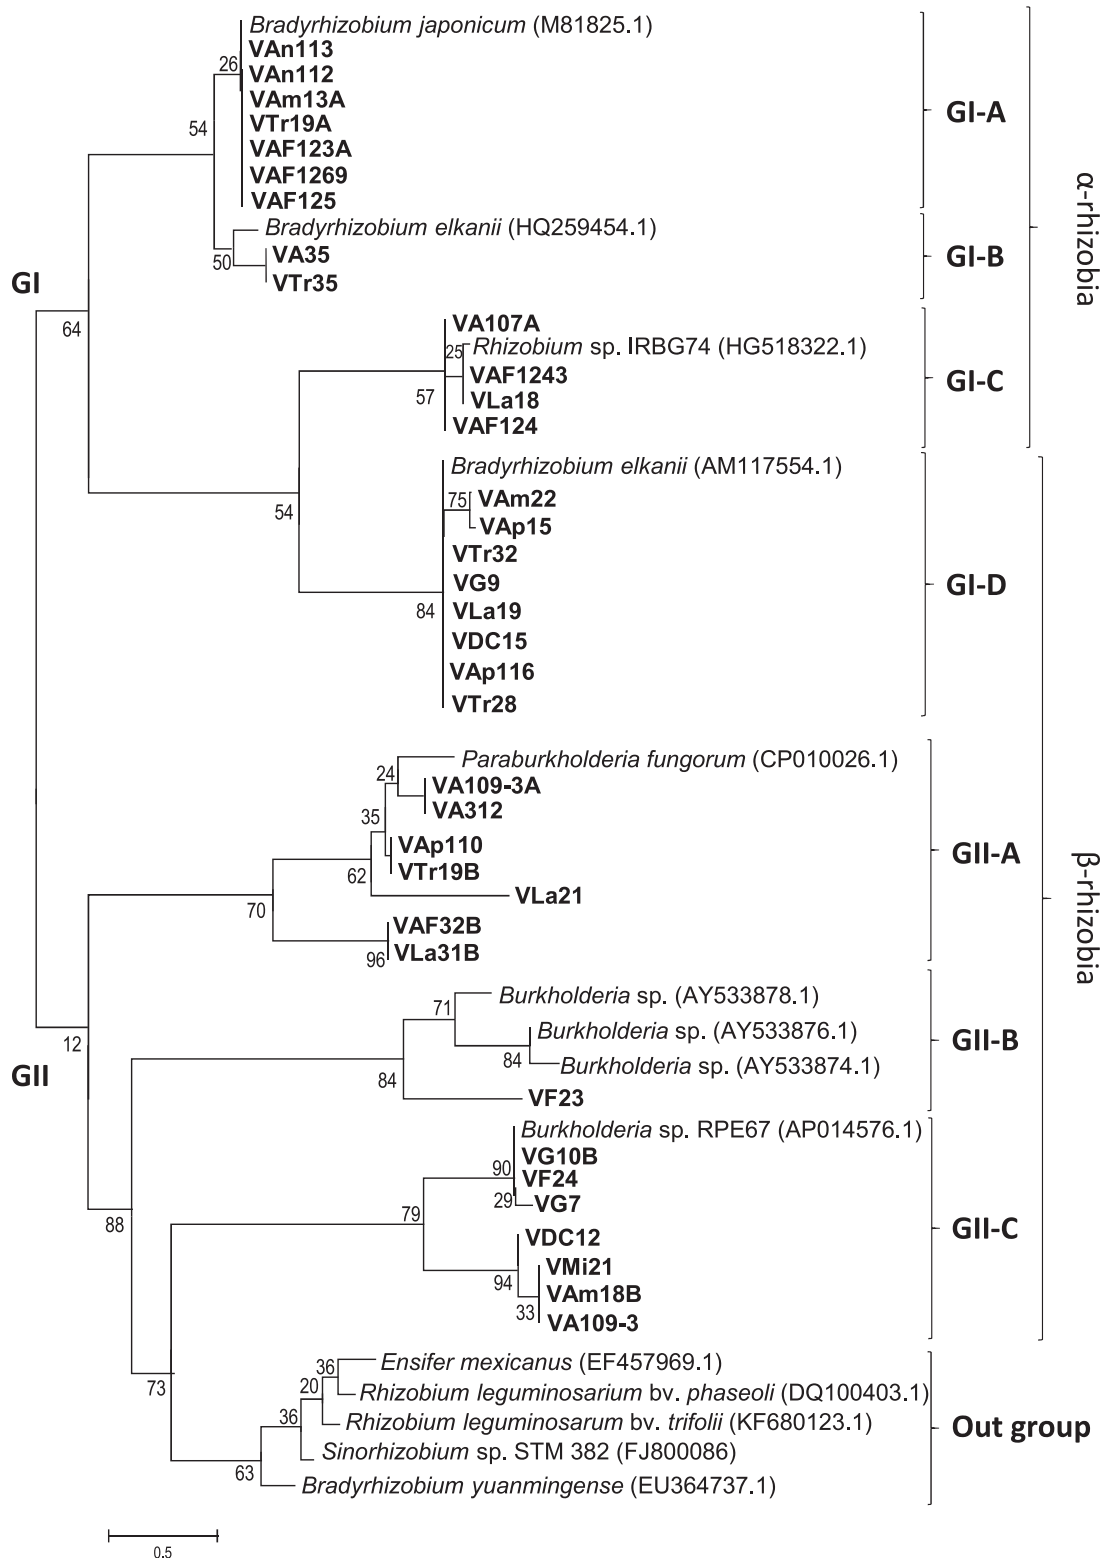 Bradyrhizobium japonicum (M81825.1)
VAn113
26
VAn112
VAm13A
GI-A
54
VTr19A
VAF123A
VAF1269
VAF125
α-rhizobia
Bradyrhizobium elkanii (HQ259454.1)
VA35
GI-B
50
VTr35
GI
64
VA107A
25
Rhizobium sp. IRBG74 (HG518322.1)
VAF1243
GI-C
57
VLa18
VAF124
Bradyrhizobium elkanii (AM117554.1)
75
VAm22
54
VAp15
VTr32
VG9
GI-D
84
VLa19
VDC15
VAp116
VTr28
Paraburkholderia fungorum (CP010026.1)
24
VA109-3A
VA312
35
VAp110
GII-A
62
VTr19B
VLa21
70
VAF32B
VLa31B
96
β-rhizobia
Burkholderia sp. (AY533878.1)
71
Burkholderia sp. (AY533876.1)
12
GII-B
84
Burkholderia sp. (AY533874.1)
GII
84
VF23
Burkholderia sp. RPE67 (AP014576.1)
VG10B
90
VF24
29
VG7
79
88
GII-C
VDC12
VMi21
94
VAm18B
33
VA109-3
Ensifer mexicanus (EF457969.1)
36
73
20
Rhizobium leguminosarium bv. phaseoli (DQ100403.1)
36
Rhizobium leguminosarum bv. trifolii (KF680123.1)
Out group
Sinorhizobium sp. STM 382 (FJ800086)
63
Bradyrhizobium yuanmingense (EU364737.1)
0.5